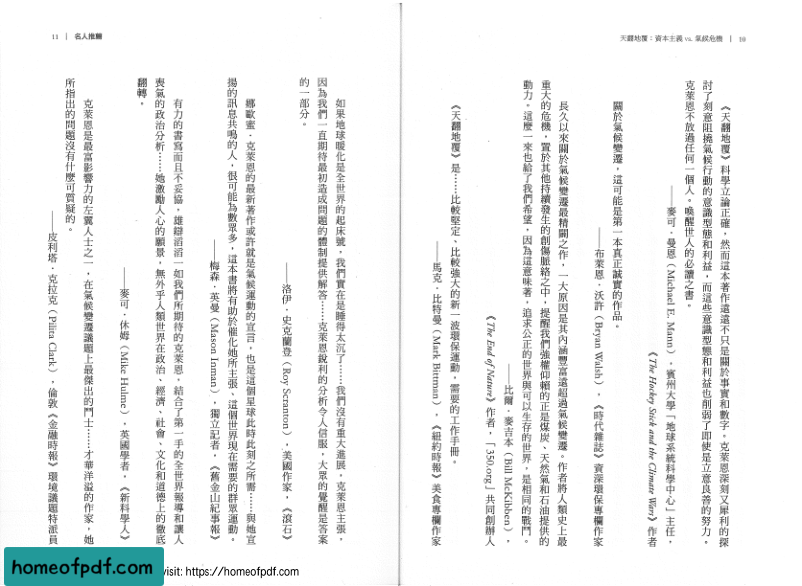 天翻地覆：資本主義 vs. 氣候危機 | 10
《天翻地覆》科學立論正確，然而這本著作遠遠不只是關於事實和數字。克萊恩深刻又犀利的探
討了刻意阻撓氣候行動的意識型態和利益，而這些意識型態和利益也削弱了即使是立意良善的努力。
克萊恩不放過任何一個人。喚醒世人的必讀之書。
——麥可．曼恩（Michael E. Mann），賓州大學「地球系統科學中心」主任，
《The Hockey Stick and the Climate Wars》作者
關於氣候變遷，這可能是第一本真正誠實的作品。
——布萊恩．沃許（Bryan Walsh），《時代雜誌》資深環保專欄作家
長久以來關於氣候變遷最精闢之作，一大原因是其內涵豐富遠超過氣候變遷。作者將人類史上最
重大的危機，置於其他持續發生的創傷脈絡之中，提醒我們強權仰賴的正是煤炭、天然氣和石油提供的
動力。這麼一來也給了我們希望，因為這意味著，追求公正的世界與可以生存的世界，是相同的戰鬥。
——比爾．麥吉本（Bill McKibben），
《The End of Nature》作者，「350.org」共同創辦人
《天翻地覆》是……比較堅定、比較強大的新一波環保運動，需要的工作手冊。
——馬克．比特曼（Mark Bittman），《紐約時報》美食專欄作家
11 | 名人推薦
如果地球暖化是全世界的起床號，我們實在是睡得太沉了……我們沒有重大進展，克萊恩主張，
因為我們一直期待最初造成問題的體制提供解答……克萊恩銳利的分析令人信服，大眾的覺醒是答案
的一部分。
——洛伊．史克蘭登（Roy Scranton），美國作家，《滾石》
娜歐蜜．克萊恩的最新著作或許就是氣候運動的宣言，也是這個星球此時此刻之所需……與她宣
揚的訊息共鳴的人，很可能為數眾多，這本書將有助於催化她所主張、這個世界現在需要的群眾運動。
——梅森．英曼（Mason Inman），獨立記者，《舊金山紀事報》
有力的書寫而且不妥協，雄辯滔滔一如我們所期待的克萊恩，結合了第一手的全世界報導和讓人
喪氣的政治分析……她激勵人心的願景，無外乎人類世界在政治、經濟、社會、文化和道德上的徹底
翻轉。
——麥可．休姆（Mike Hulme），英國學者，《新科學人》
克萊恩是最富影響力的左翼人士之一，在氣候變遷議題上最傑出的鬥士……才華洋溢的作家，她
所指出的問題沒有什麼可質疑的。
——皮利塔．克拉克（Pilita Clark），倫敦《金融時報》環境議題特派員
homeofpdf.com
visit: https://homeofpdf.com